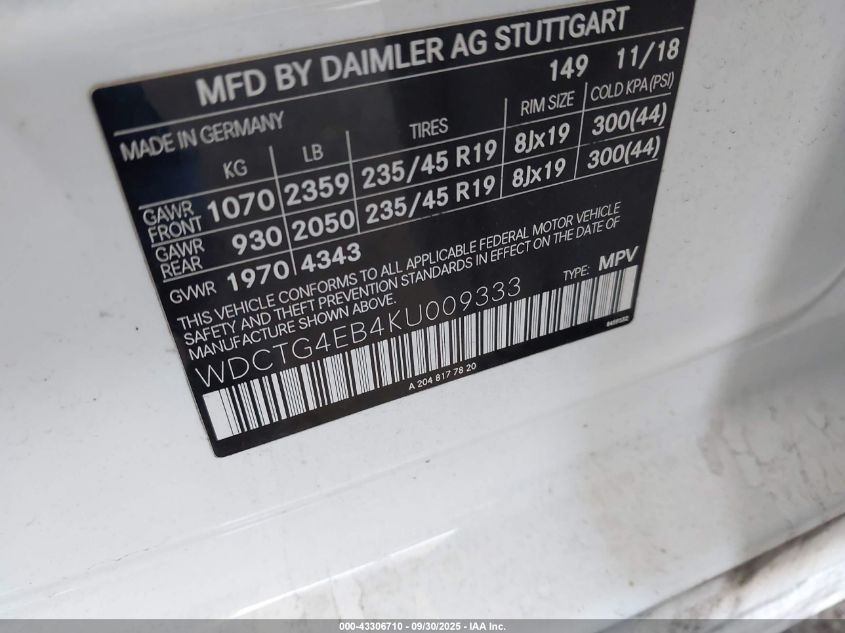 MFD BY DAIMLER AG STUTTGART
149 11/18
MADE IN GERMANY
KG LB TIRES RIM SIZE COLD KPA (PSI)
GAWR FRONT 1070 2359 235/45 R19 8Jx19 300(44)
GAWR REAR 930 2050 235/45 R19 8Jx19 300(44)
GVWR 1970 4343
THIS VEHICLE CONFORMS TO ALL APPLICABLE FEDERAL MOTOR VEHICLE
SAFETY AND THEFT PREVENTION STANDARDS IN EFFECT ON THE DATE OF
MANUFACTURE SHOWN ABOVE.
TYPE: MPV
WDCTG4EB4KU009333
A 204 817 78 20
000-43306710 - 09/30/2025 - IAA Inc.